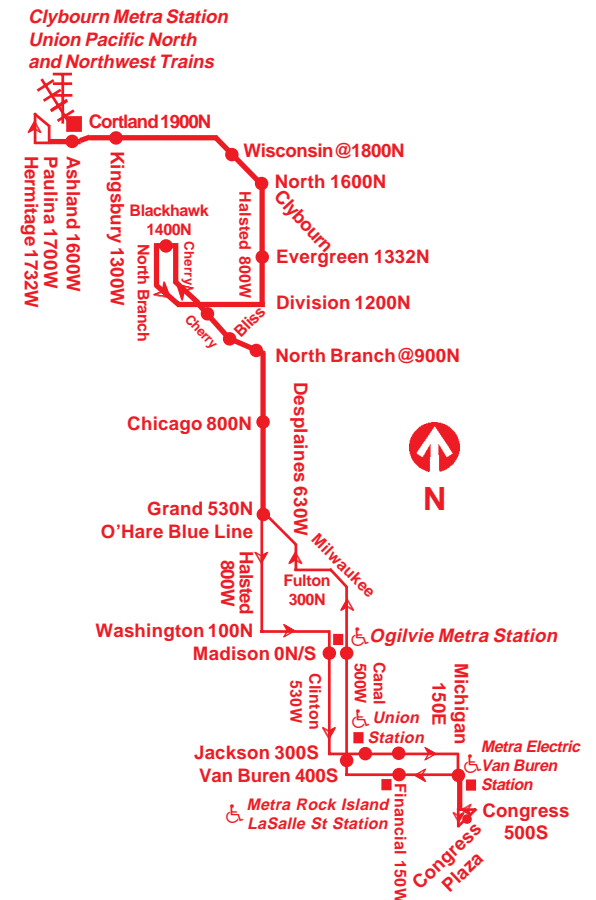 Clybourn Metra Station
Union Pacific North
and Northwest Trains
Cortland 1900N
Wisconsin @1800N
North 1600N
Clybourn
Hermitage 1732W
Paulina 1700W
Ashland 1600W
Kingsbury 1300W
Halsted 800W
Blackhawk
1400N
Evergreen 1332N
North Branch
Cherry
Division 1200N
Cherry
Bliss
North Branch @900N
Desplaines 630W
Chicago 800N
N
Grand 530N
O'Hare Blue Line
Milwaukee
Halsted
800W
Fulton
300N
Washington 100N
Ogilvie Metra Station
Madison 0N/S
Clinton
530W
Canal
500W
Michigan
150E
Union
Station
Jackson 300S
Metra Electric
Van Buren
Station
Van Buren 400S
Financial 150W
Metra Rock Island
LaSalle St Station
Congress
500S
Congress
Plaza